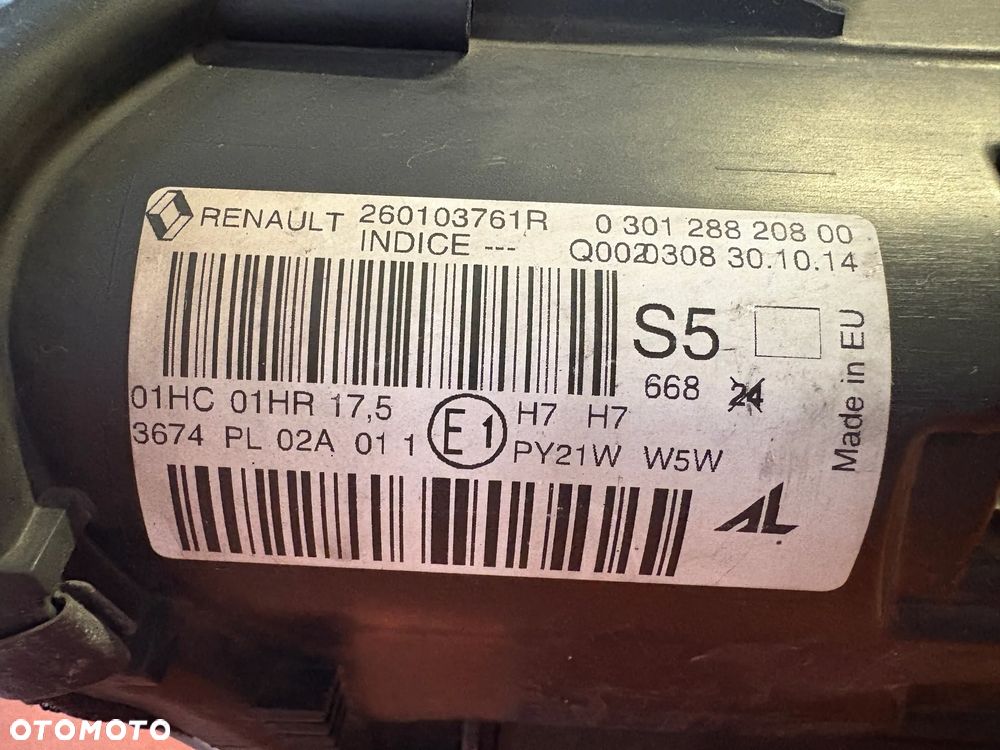 RENAULT 260103761R 0 301 288 208 00
INDICE --- Q0020308 30.10.14
S5
668 24
Made in EU
01HC 01HR 17,5 H7 H7
3674 PL 02A 01 1 E1 PY21W W5W
AL
OTOMOTO